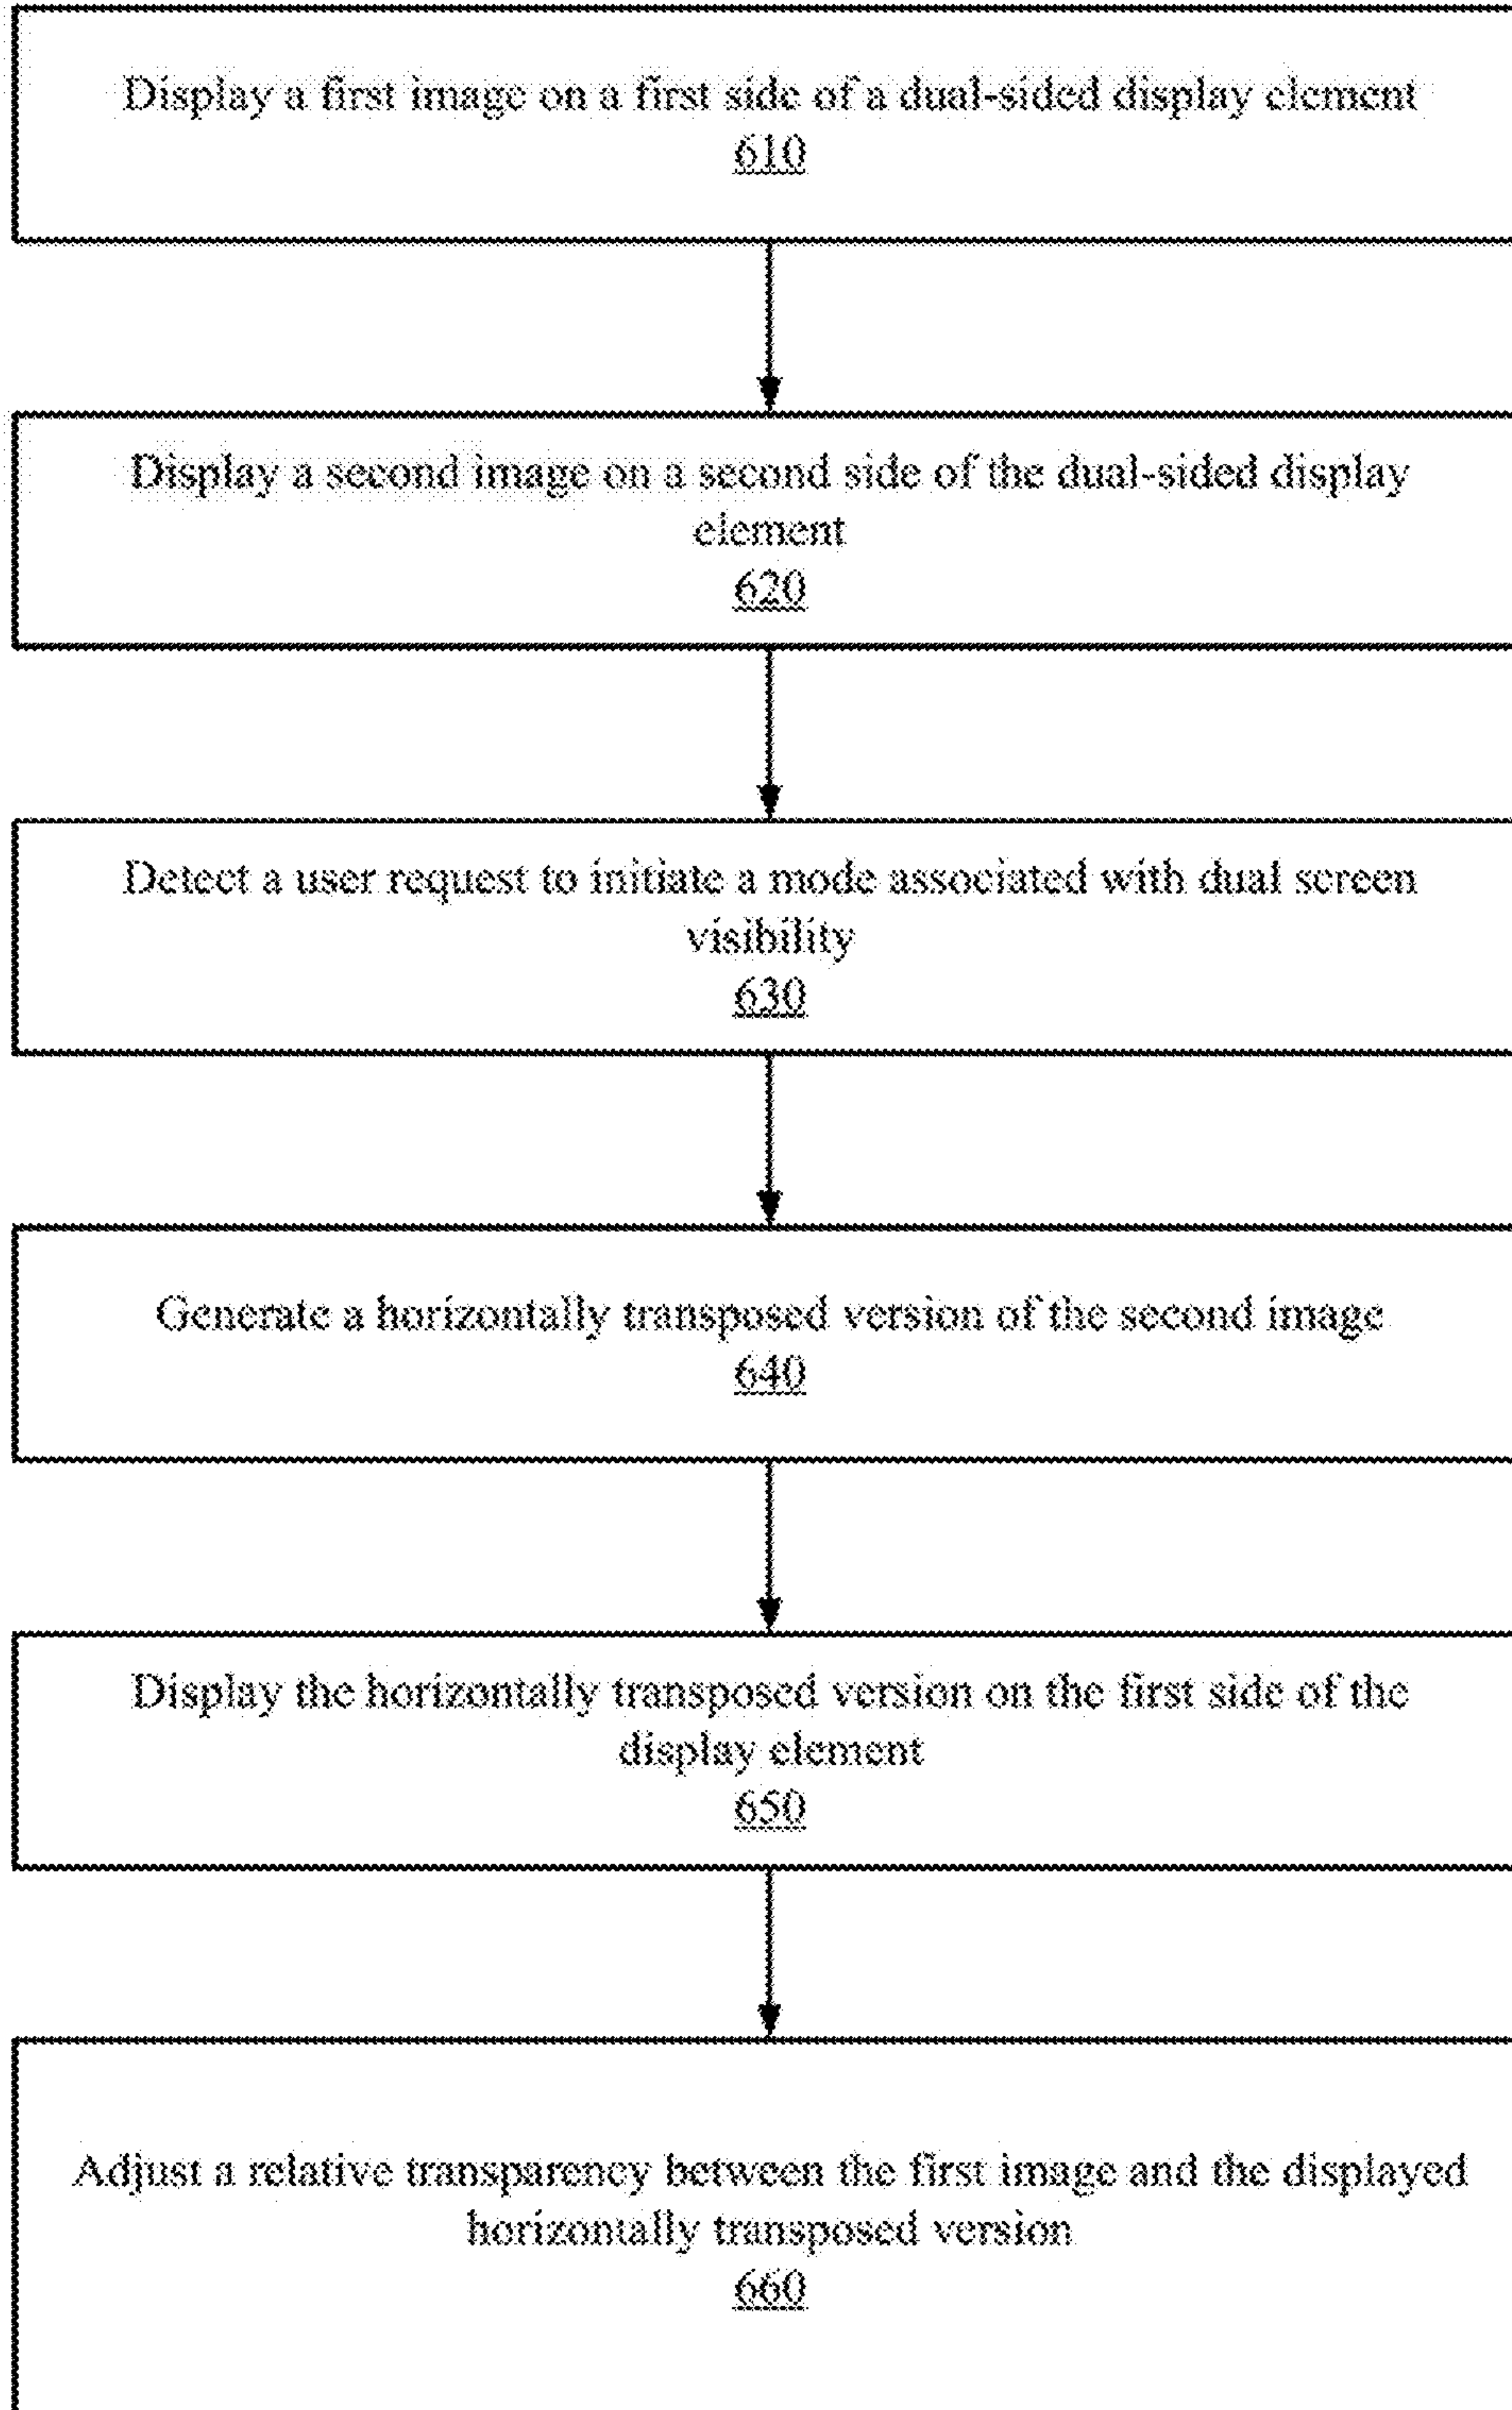 Display a first image on a first side of a dual-sided display element
610
Display a second image on a second side of the dual-sided display
element
620
Detect a user request to initiate a mode associated with dual screen
visibility
630
Generate a horizontally transposed version of the second image
640
Display the horizontally transposed version on the first side of the
display element
650
Adjust a relative transparency between the first image and the displayed
horizontally transposed version
660